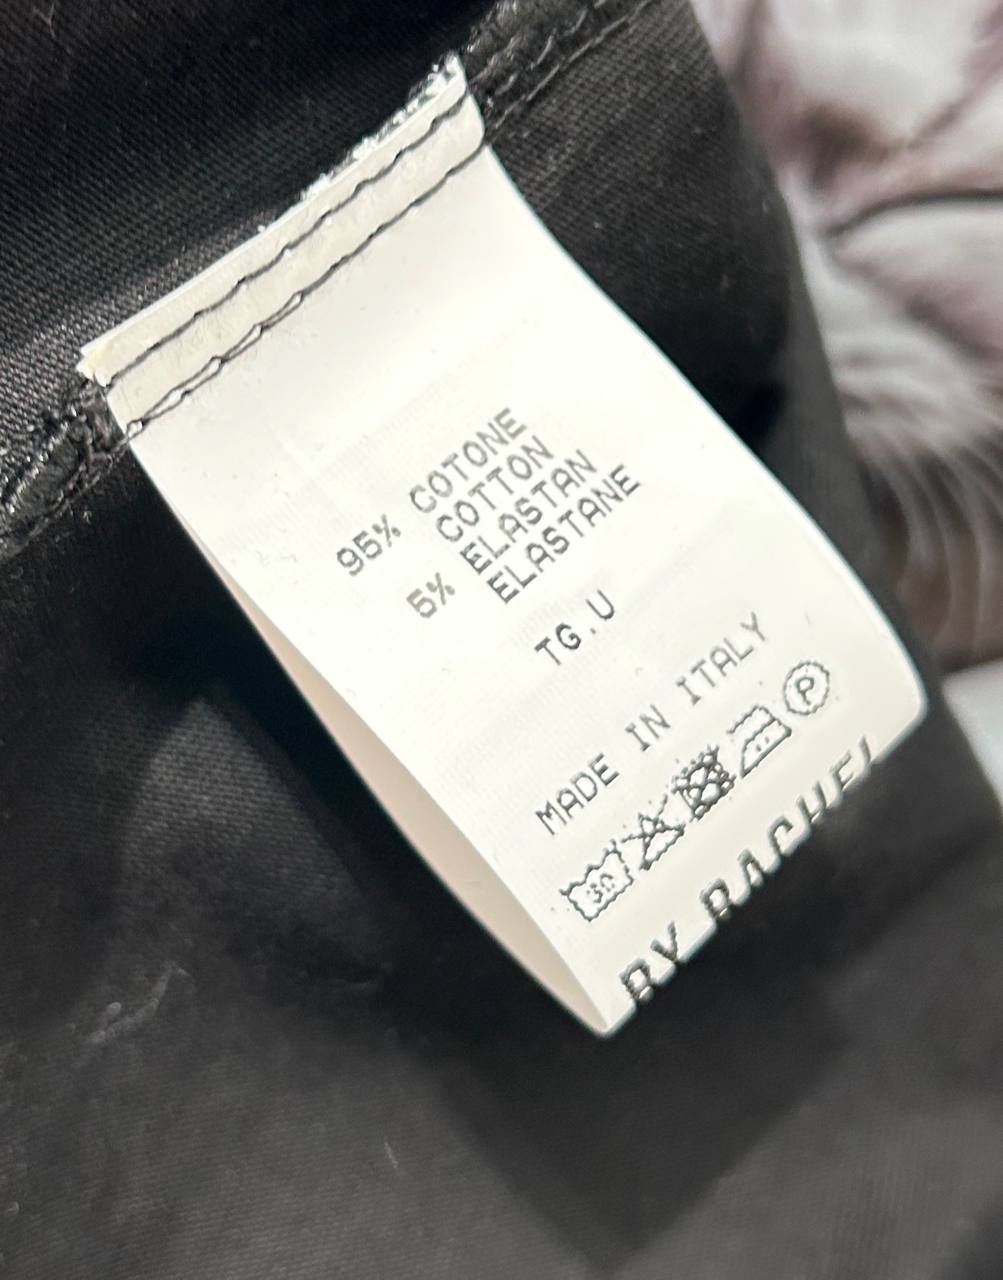 95% COTONE
COTTON
5% ELASTAN
ELASTANE
TG.U
MADE IN ITALY
30
P
BY RACHEL